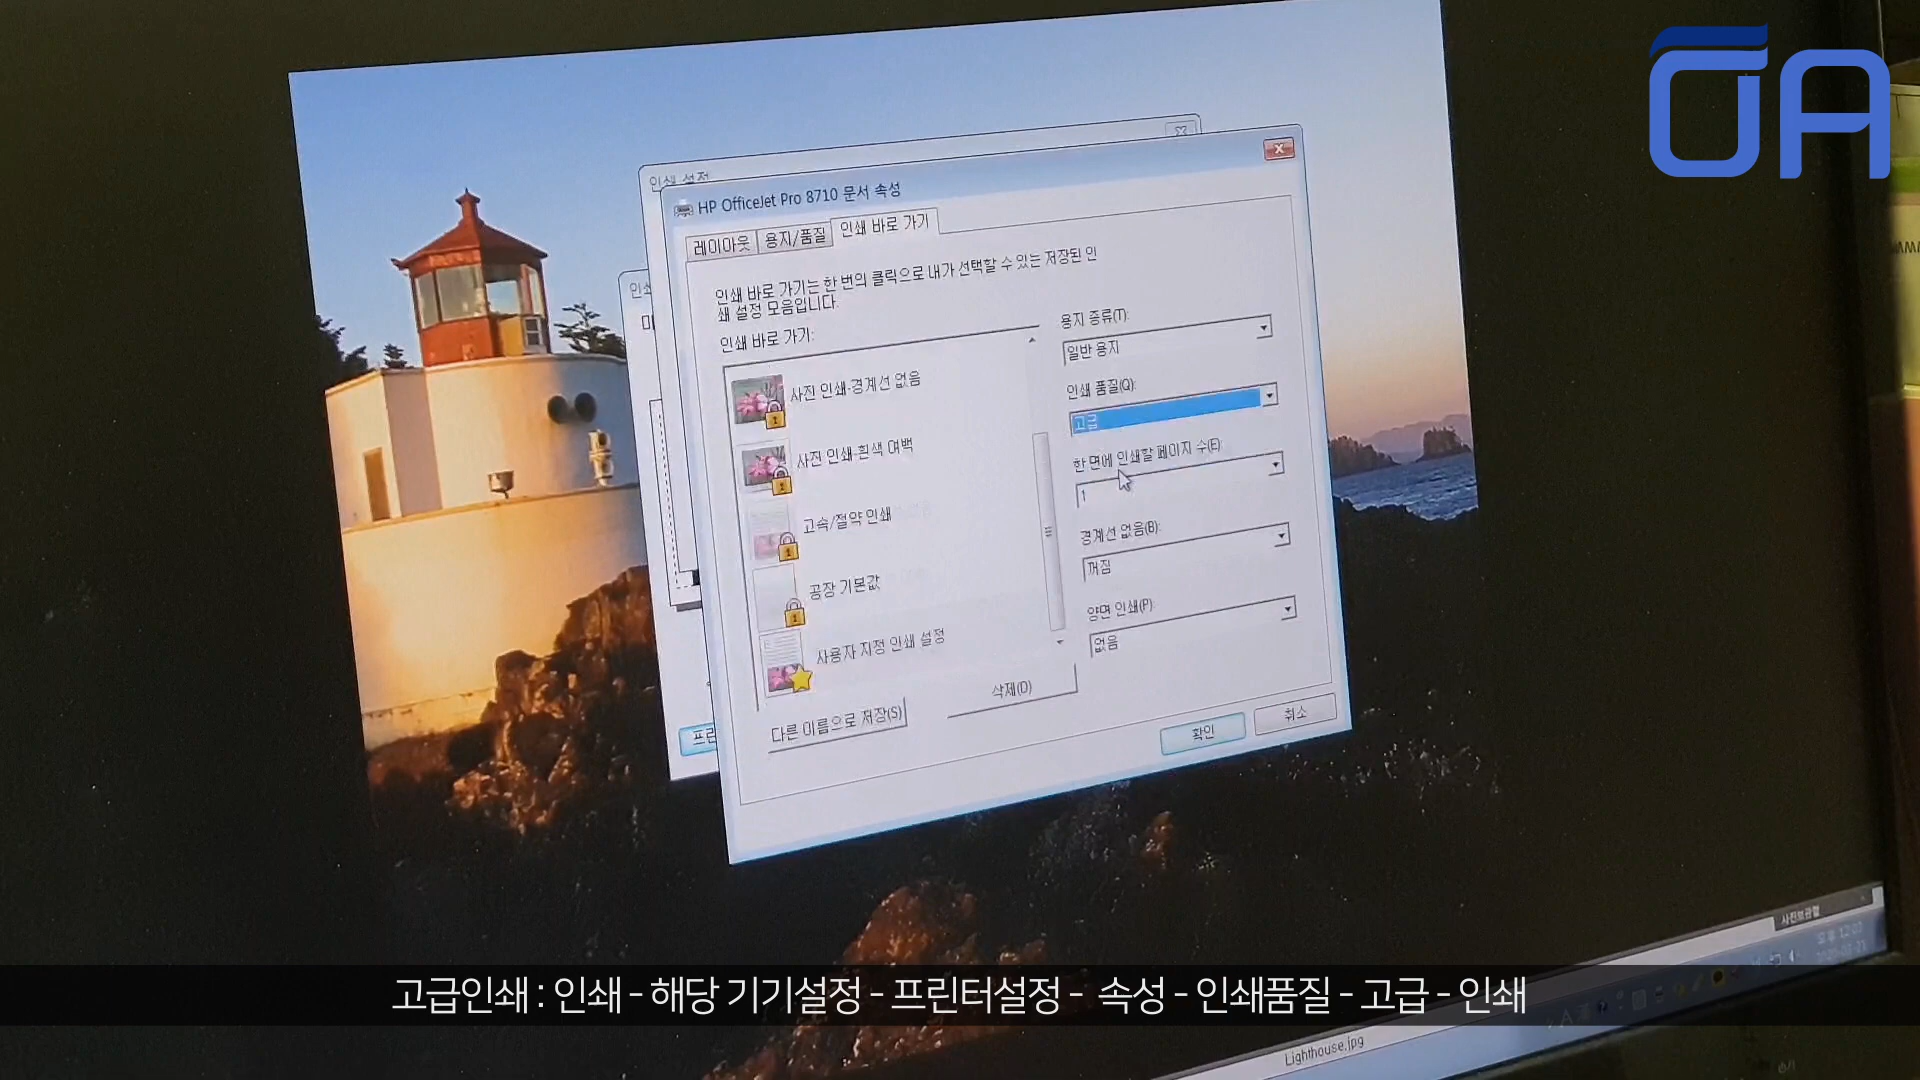 OA
인쇄 설정
HP OfficeJet Pro 8710 문서 속성
레이아웃
용지/품질
인쇄 바로 가기
인쇄 바로 가기는 한 번의 클릭으로 내가 선택할 수 있는 저장된 인
쇄 설정 모음입니다.
인쇄 바로 가기:
사진 인쇄-경계선 없음
사진 인쇄-흰색 여백
고속/절약 인쇄
공장 기본값
사용자 지정 인쇄 설정
다른 이름으로 저장(S)
삭제(D)
용지 종류(T):
일반 용지
인쇄 품질(Q):
고급
한 면에 인쇄할 페이지 수(E):
1
경계선 없음(B):
꺼짐
양면 인쇄(P):
없음
확인
취소
사진보관함
고급인쇄 : 인쇄 - 해당 기기설정 - 프린터설정 - 속성 - 인쇄품질 - 고급 - 인쇄
Lighthouse.jpg